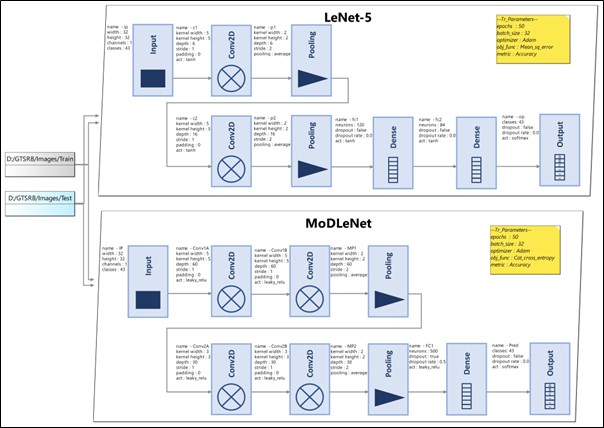 LeNet-5
--Tr_Parameters--
epochs : 50
batch_size : 32
optimizer : Adam
obj_func : Mean_sq_error
metric : Accuracy
name - ip
width : 32
height : 32
channels : 1
classes : 43
Input
name - c1
kernel width : 5
kernel height : 5
depth : 6
stride : 1
padding : 0
act : tanh
Conv2D
name - p1
kernel width : 2
kernel height : 2
depth : 6
stride : 2
pooling : average
Pooling
name - c2
kernel width : 5
kernel height : 5
depth : 16
stride : 1
padding : 0
act : tanh
Conv2D
name - p2
kernel width : 2
kernel height : 2
depth : 16
stride : 2
pooling : average
Pooling
name - fc1
neurons : 120
dropout : false
dropout rate : 0.0
act : tanh
Dense
name - fc2
neurons : 84
dropout : false
dropout rate : 0.0
act : tanh
Dense
name - op
classes: 43
dropout : false
dropout rate : 0.0
act : softmax
Output
D:/GTSRB/Images/Train
D:/GTSRB/Images/Test
MoDLeNet
--Tr_Parameters--
epochs : 50
batch_size : 32
optimizer : Adam
obj_func : Cat_cross_entropy
metric : Accuracy
name - IP
width : 32
height : 32
channels : 1
classes : 43
Input
name - Conv1A
kernel width : 5
kernel height : 5
depth : 60
stride : 1
padding : 0
act : leaky_relu
Conv2D
name - Conv1B
kernel width : 5
kernel height : 5
depth : 60
stride : 1
padding : 0
act : leaky_relu
Conv2D
name - MP1
kernel width : 2
kernel height : 2
depth : 60
stride : 2
pooling : average
Pooling
name - Conv2A
kernel width : 3
kernel height : 3
depth : 30
stride : 1
padding : 0
act : leaky_relu
Conv2D
name - Conv2B
kernel width : 3
kernel height : 3
depth : 30
stride : 1
padding : 0
act : leaky_relu
Conv2D
name - MP2
kernel width : 2
kernel height : 2
depth : 30
stride : 2
pooling : average
Pooling
name - FC1
neurons : 500
dropout : true
dropout rate : 0.5
act : leaky_relu
Dense
name - Pred
classes: 43
dropout : false
dropout rate : 0.0
act : softmax
Output